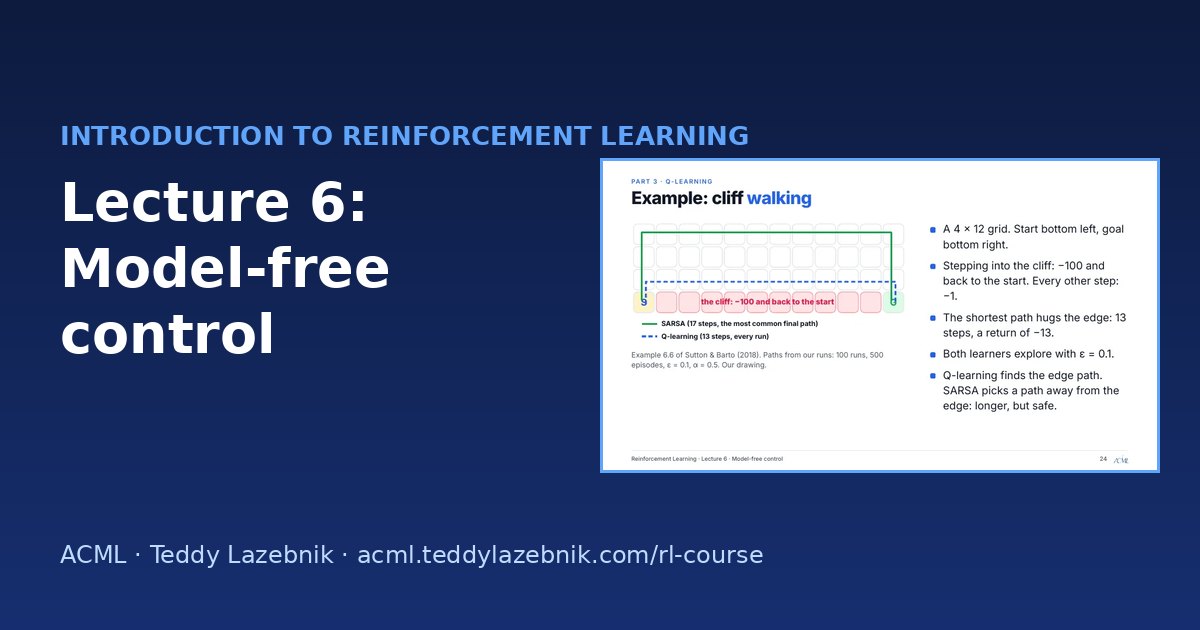 INTRODUCTION TO REINFORCEMENT LEARNING
Lecture 6:
Model-free
control
PART 3 · Q-LEARNING
Example: cliff walking
S
the cliff: −100 and back to the start
G
SARSA (17 steps, the most common final path)
Q-learning (13 steps, every run)
Example 6.6 of Sutton & Barto (2018). Paths from our runs: 100 runs, 500
episodes, ε = 0.1, α = 0.5. Our drawing.
A 4 × 12 grid. Start bottom left, goal
bottom right.
Stepping into the cliff: −100 and
back to the start. Every other step:
−1.
The shortest path hugs the edge: 13
steps, a return of −13.
Both learners explore with ε = 0.1.
Q-learning finds the edge path.
SARSA picks a path away from the
edge: longer, but safe.
Reinforcement Learning · Lecture 6 · Model-free control
24
ACML
ACML · Teddy Lazebnik · acml.teddylazebnik.com/rl-course